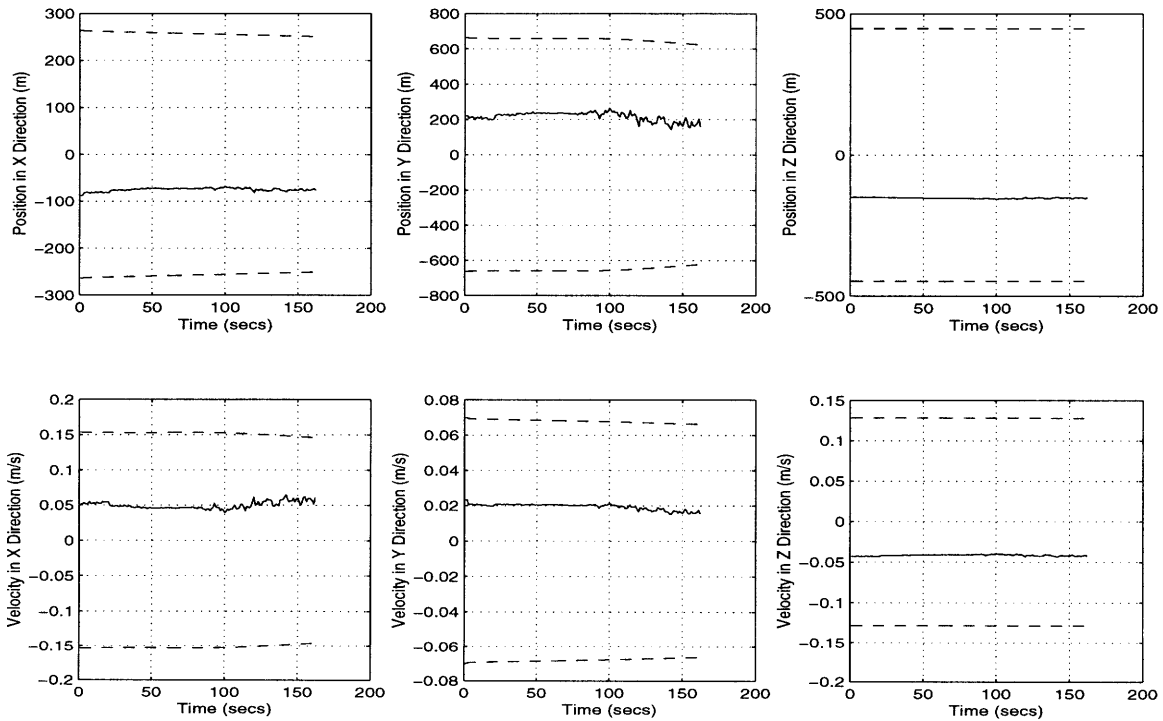 Position in X Direction (m)
300
200
100
0
−100
−200
−300
0 50 100 150 200
Time (secs)
Position in Y Direction (m)
800
600
400
200
0
−200
−400
−600
−800
0 50 100 150 200
Time (secs)
Position in Z Direction (m)
500
0
−500
0 50 100 150 200
Time (secs)
Velocity in X Direction (m/s)
0.2
0.15
0.1
0.05
0
−0.05
−0.1
−0.15
−0.2
0 50 100 150 200
Time (secs)
Velocity in Y Direction (m/s)
0.08
0.06
0.04
0.02
0
−0.02
−0.04
−0.06
−0.08
0 50 100 150 200
Time (secs)
Velocity in Z Direction (m/s)
0.15
0.1
0.05
0
−0.05
−0.1
−0.15
−0.2
0 50 100 150 200
Time (secs)